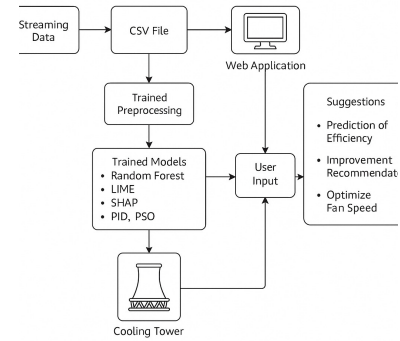 Streaming
Data
CSV File
Web Application
Trained
Preprocessing
Trained Models
• Random Forest
• LIME
• SHAP
• PID, PSO
User
Input
Suggestions
• Prediction of
Efficiency
• Improvement
Recommendat
• Optimize
Fan Speed
Cooling Tower